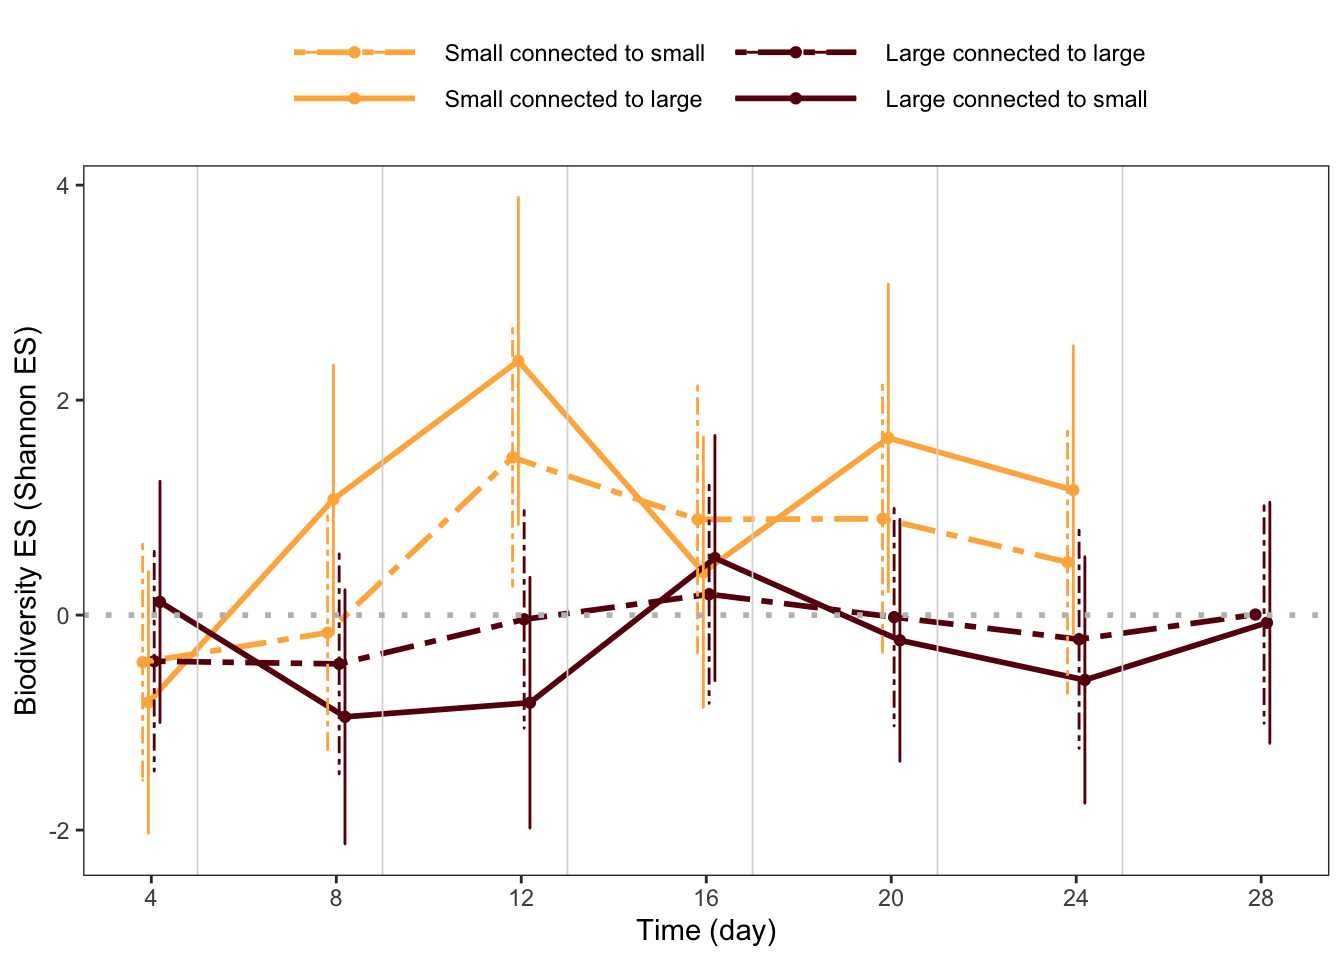 Small connected to small
Large connected to large
Small connected to large
Large connected to small
Biodiversity ES (Shannon ES)
4
2
0
-2
4
8
12
16
20
24
28
Time (day)